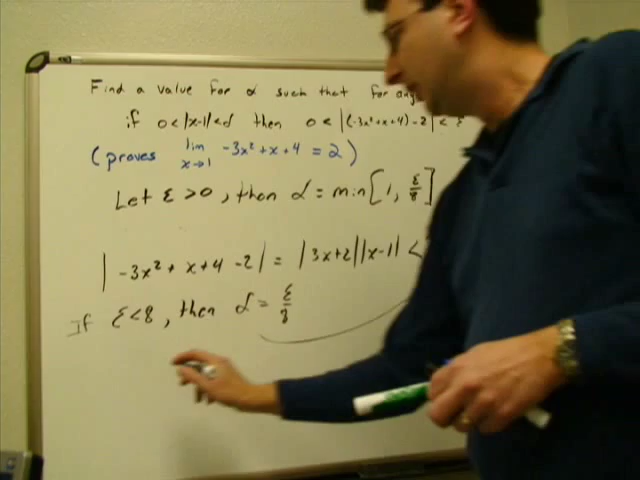 Find a value for d such that for any
if 0<|x-1|<d then 0 < |(-3x²+x+4)-2| < ε
(proves lim x→1 -3x²+x+4 = 2)
Let ε > 0, then d = min[1, ε/8]
|-3x²+x+4-2| = |3x+2||x-1| <
If ε<8, then d = ε/8